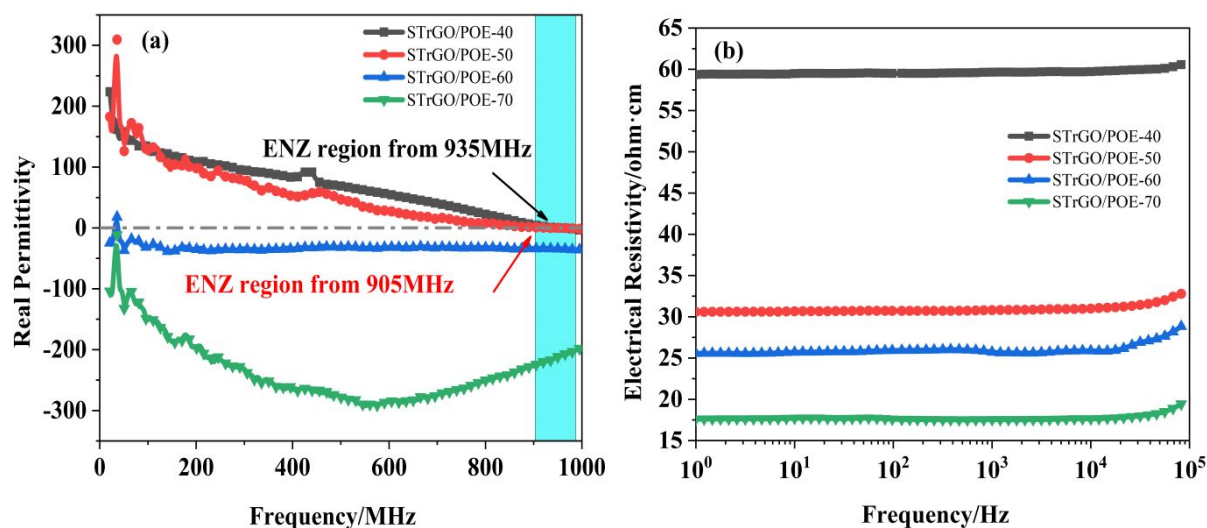 (a)
STrGO/POE-40
STrGO/POE-50
STrGO/POE-60
STrGO/POE-70
ENZ region from 935MHz
ENZ region from 905MHz
Real Permittivity
300
200
100
0
-100
-200
-300
0
200
400
600
800
1000
Frequency/MHz
(b)
STrGO/POE-40
STrGO/POE-50
STrGO/POE-60
STrGO/POE-70
Electrical Resistivity/ohm·cm
65
60
55
50
45
40
35
30
25
20
15
10⁰
10¹
10²
10³
10⁴
10⁵
Frequency/Hz